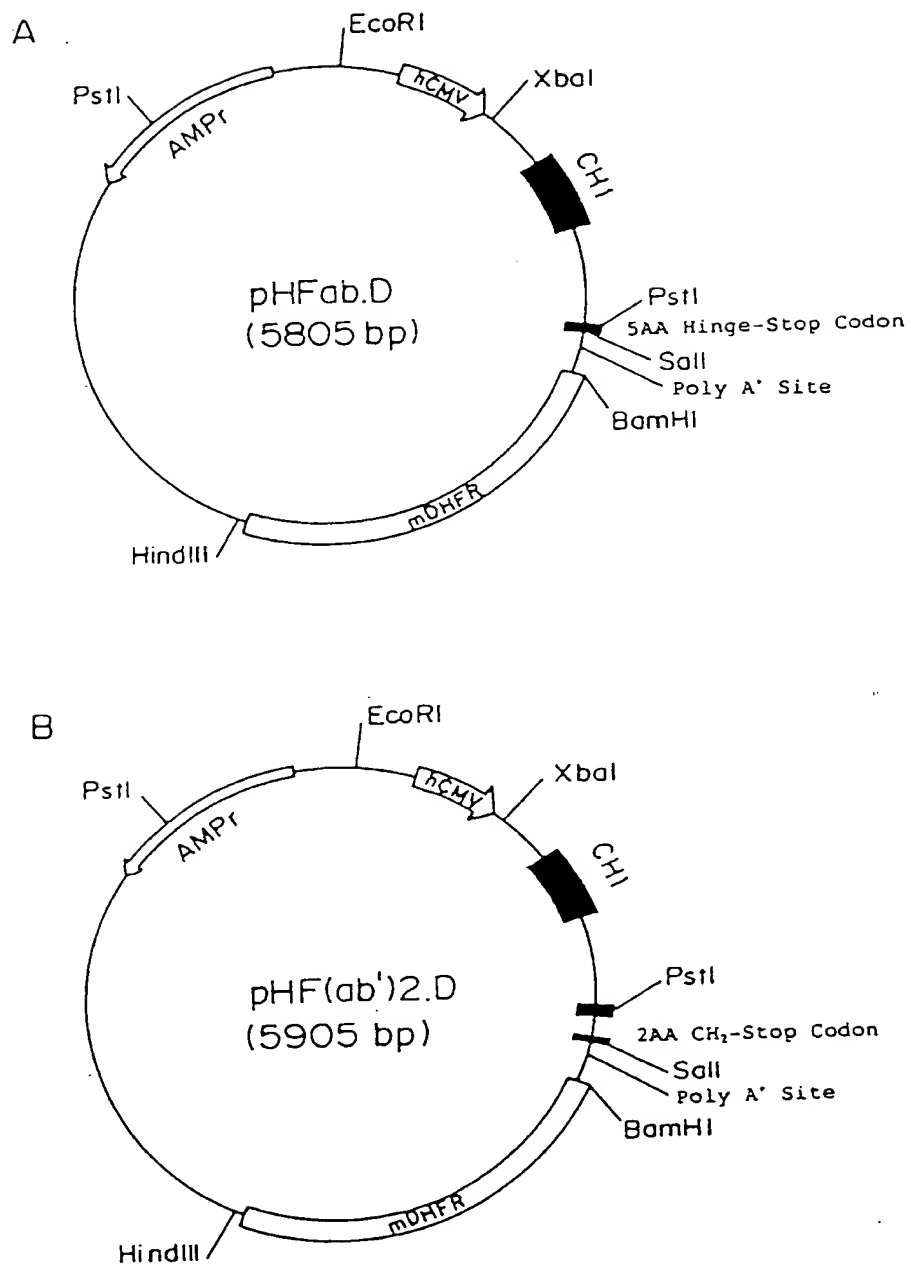 A
EcoRI
hCMV
XbaI
PstI
AMPr
CHI
pHFab.D
(5805 bp)
PstI
5AA Hinge-Stop Codon
SalI
Poly A⁺ Site
BamHI
mDHFR
HindIII
B
EcoRI
hCMV
XbaI
PstI
AMPr
CHI
pHF(ab')2.D
(5905 bp)
PstI
2AA CH₂-Stop Codon
SalI
Poly A⁺ Site
BamHI
mDHFR
HindIII